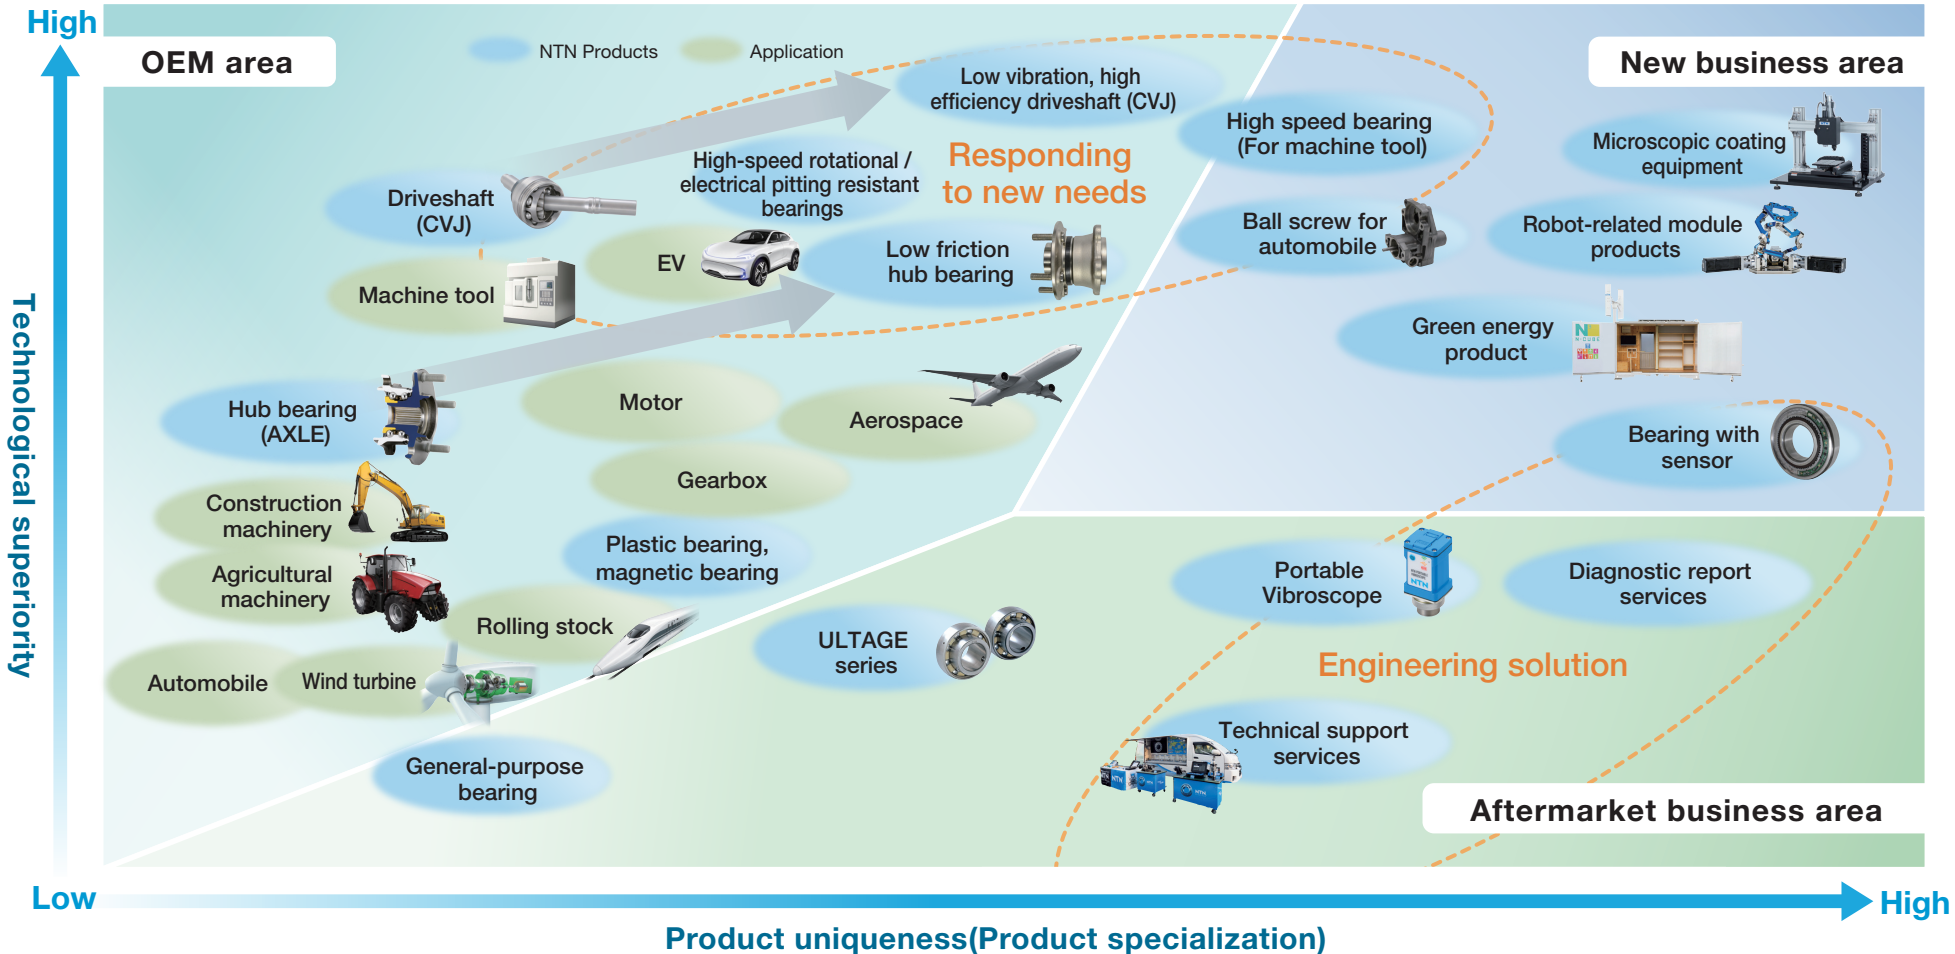 High
OEM area
NTN Products
Application
New business area
Low vibration, high
efficiency driveshaft (CVJ)
High speed bearing
(For machine tool)
Microscopic coating
equipment
High-speed rotational /
electrical pitting resistant
bearings
Responding
to new needs
Driveshaft
(CVJ)
Ball screw for
automobile
Robot-related module
products
EV
Low friction
hub bearing
Machine tool
Green energy
product
N CUBE
Motor
Aerospace
Hub bearing
(AXLE)
Bearing with
sensor
Gearbox
Construction
machinery
Plastic bearing,
magnetic bearing
Portable
Vibroscope
NTN
Diagnostic report
services
Agricultural
machinery
Rolling stock
ULTAGE
series
Engineering solution
Automobile
Wind turbine
Technical support
services
NTN
NTN
General-purpose
bearing
Aftermarket business area
Technological superiority
Low
High
Product uniqueness(Product specialization)